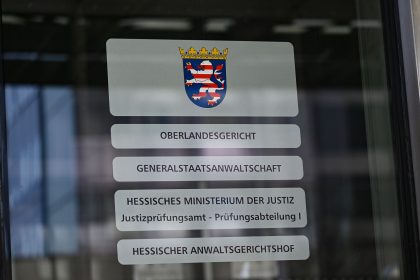 OBERLANDESGERICHT
GENERALSTAATSANWALTSCHAFT
HESSISCHES MINISTERIUM DER JUSTIZ
Justizprüfungsamt - Prüfungsabteilung I
HESSISCHER ANWALTSGERICHTSHOF